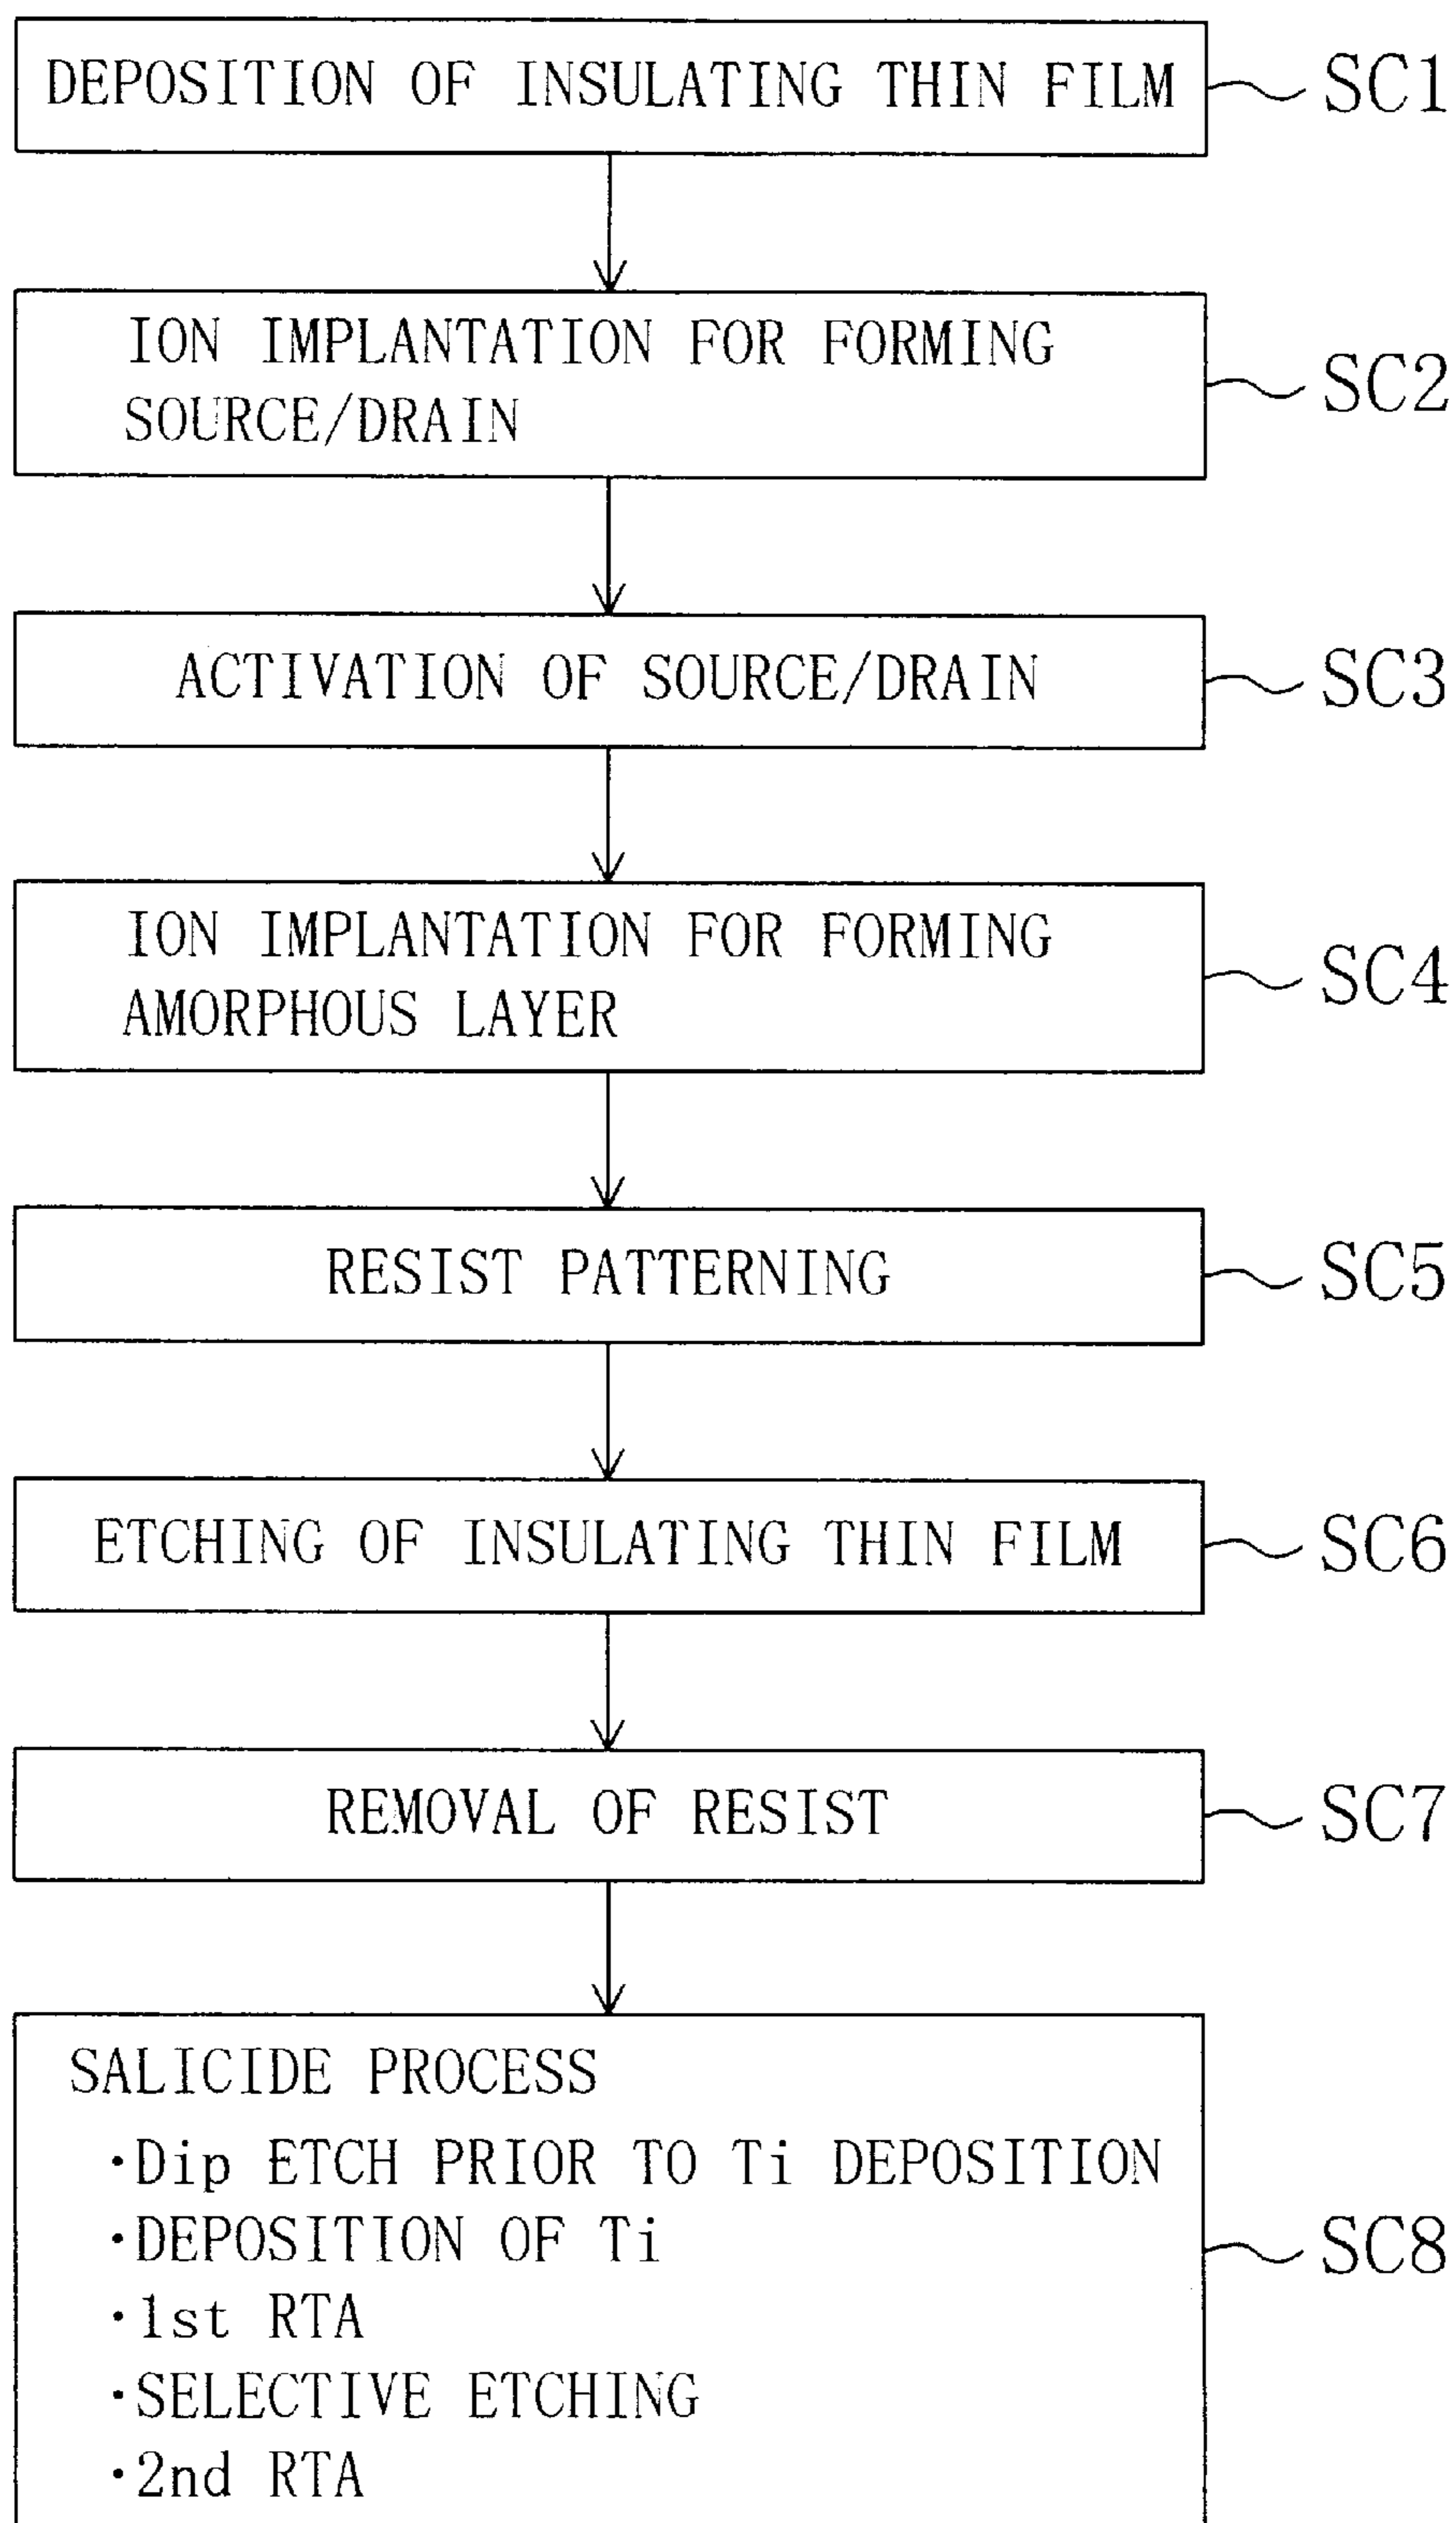 DEPOSITION OF INSULATING THIN FILM SC1
ION IMPLANTATION FOR FORMING
SOURCE/DRAIN
SC2
ACTIVATION OF SOURCE/DRAIN SC3
ION IMPLANTATION FOR FORMING
AMORPHOUS LAYER
SC4
RESIST PATTERNING SC5
ETCHING OF INSULATING THIN FILM SC6
REMOVAL OF RESIST SC7
SALICIDE PROCESS
·Dip ETCH PRIOR TO Ti DEPOSITION
·DEPOSITION OF Ti
·1st RTA
·SELECTIVE ETCHING
·2nd RTA
SC8